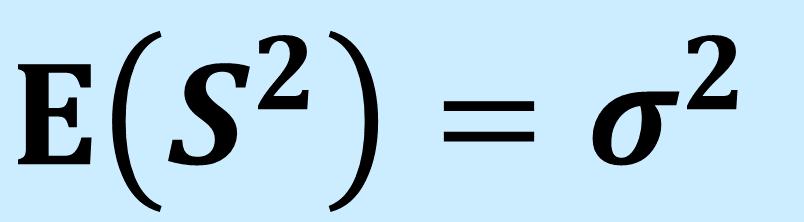 E(S²) = σ²